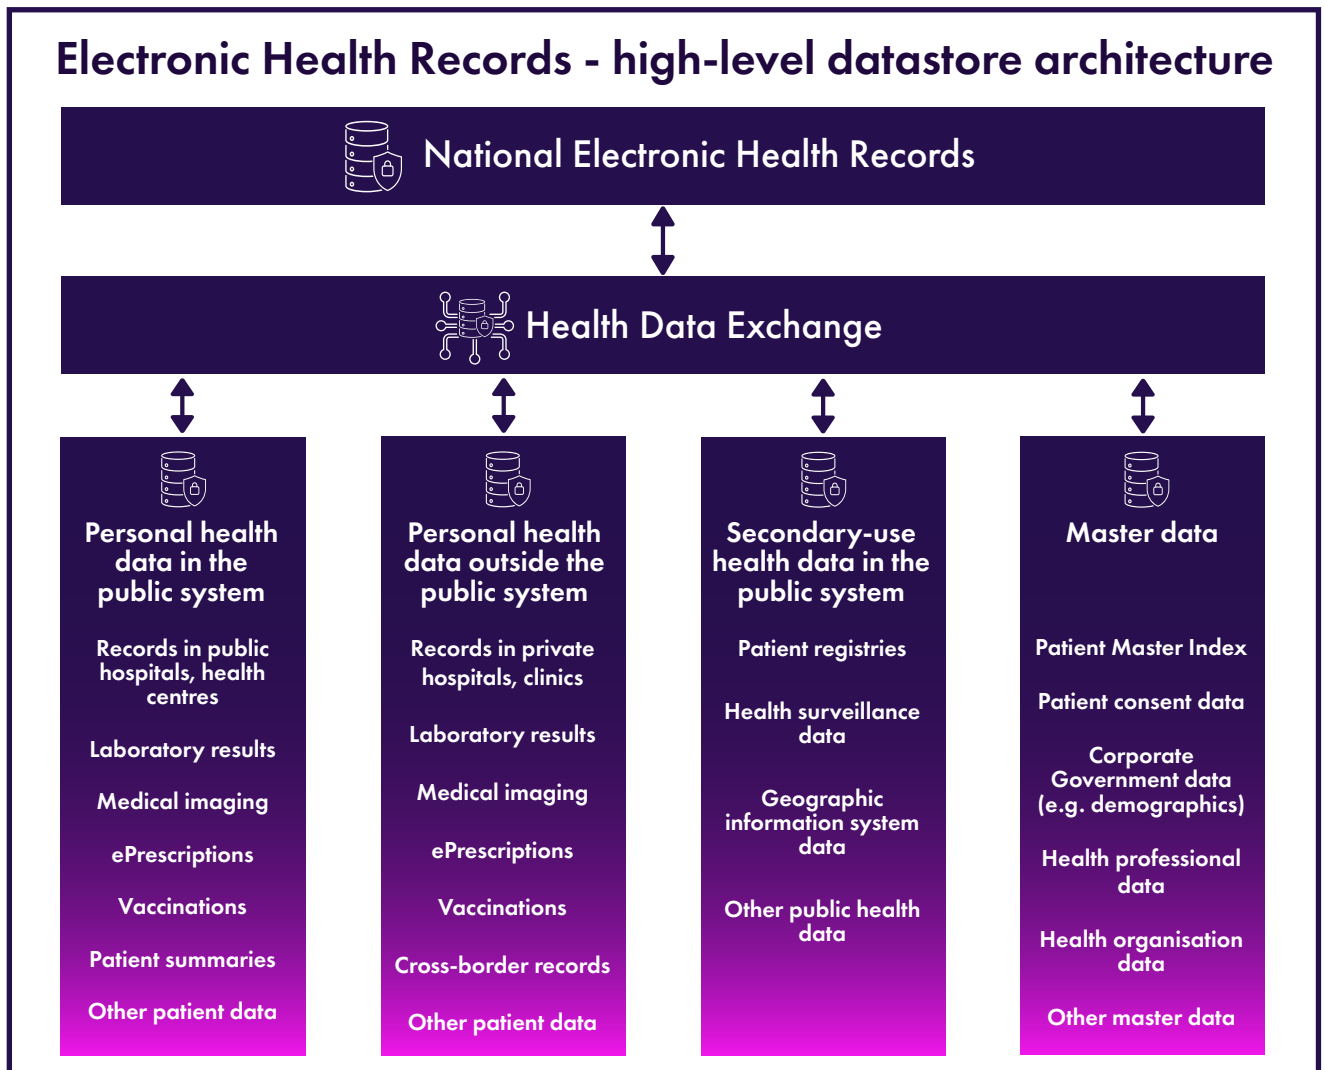 Electronic Health Records - high-level datastore architecture
National Electronic Health Records
Health Data Exchange
Personal health
data in the
public system
Records in public
hospitals, health
centres
Laboratory results
Medical imaging
ePrescriptions
Vaccinations
Patient summaries
Other patient data
Personal health
data outside the
public system
Records in private
hospitals, clinics
Laboratory results
Medical imaging
ePrescriptions
Vaccinations
Cross-border records
Other patient data
Secondary-use
health data in the
public system
Patient registries
Health surveillance
data
Geographic
information system
data
Other public health
data
Master data
Patient Master Index
Patient consent data
Corporate
Government data
(e.g. demographics)
Health professional
data
Health organisation
data
Other master data